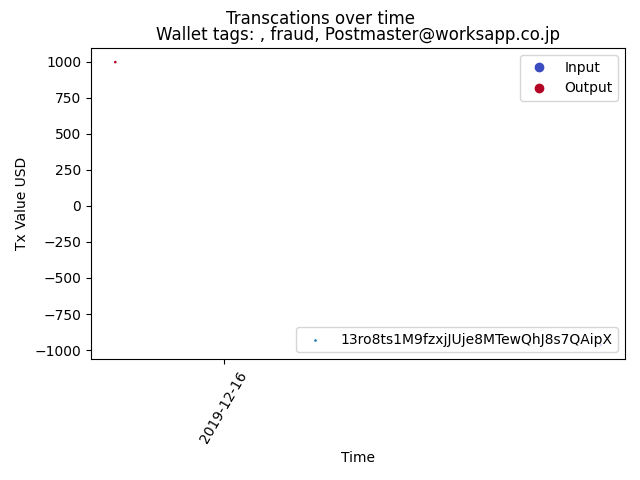 Transcations over time
Wallet tags: , fraud, Postmaster@worksapp.co.jp
Input
Output
1000
750
500
250
0
−250
−500
−750
−1000
Tx Value USD
13ro8ts1M9fzxjJUje8MTewQhJ8s7QAipX
2019-12-16
Time